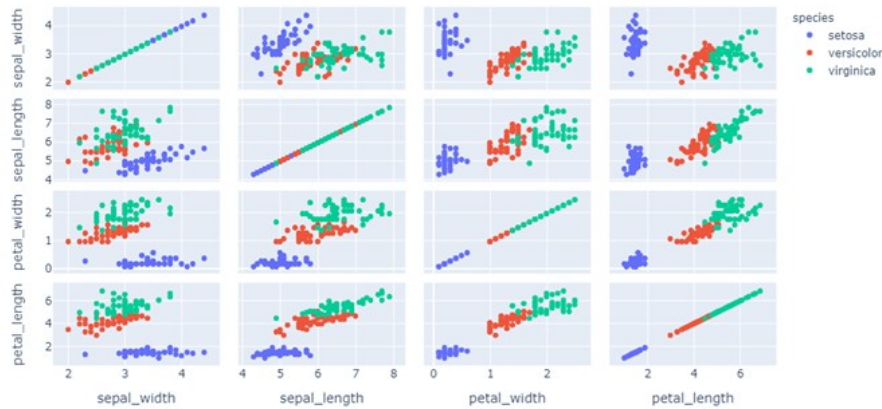 species
setosa
versicolor
virginica
sepal_width
4
3
2
sepal_length
8
7
6
5
4
petal_width
2
1
0
petal_length
6
4
2
2 3 4
4 5 6 7 8
0 1 2
2 4 6
sepal_width sepal_length petal_width petal_length